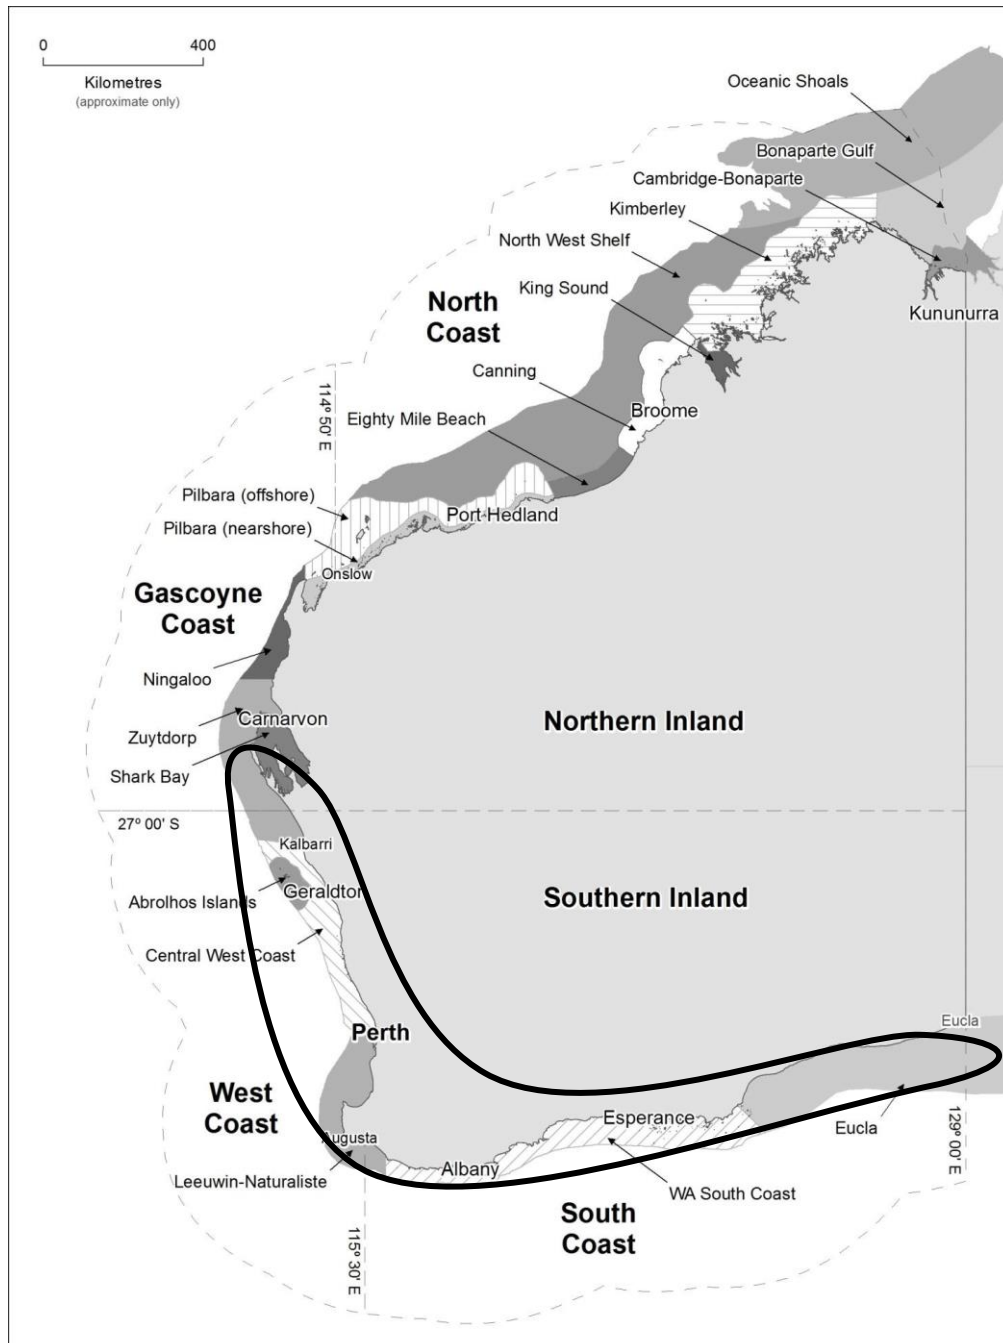 0
400
Kilometres
(approximate only)
Oceanic Shoals
Bonaparte Gulf
Cambridge-Bonaparte
Kimberley
North West Shelf
King Sound
Kununurra
North
Coast
Canning
Broome
114° 50' E
Eighty Mile Beach
Pilbara (offshore)
Port Hedland
Pilbara (nearshore)
Onslow
Gascoyne
Coast
Ningaloo
Carnarvon
Northern Inland
Zuytdorp
Shark Bay
27° 00' S
Kalbarri
Abrolhos Islands
Geraldton
Southern Inland
Central West Coast
Perth
Eucla
West
Coast
Esperance
Eucla
Augusta
129° 00' E
Albany
Leeuwin-Naturaliste
WA South Coast
South
Coast
115° 30' E